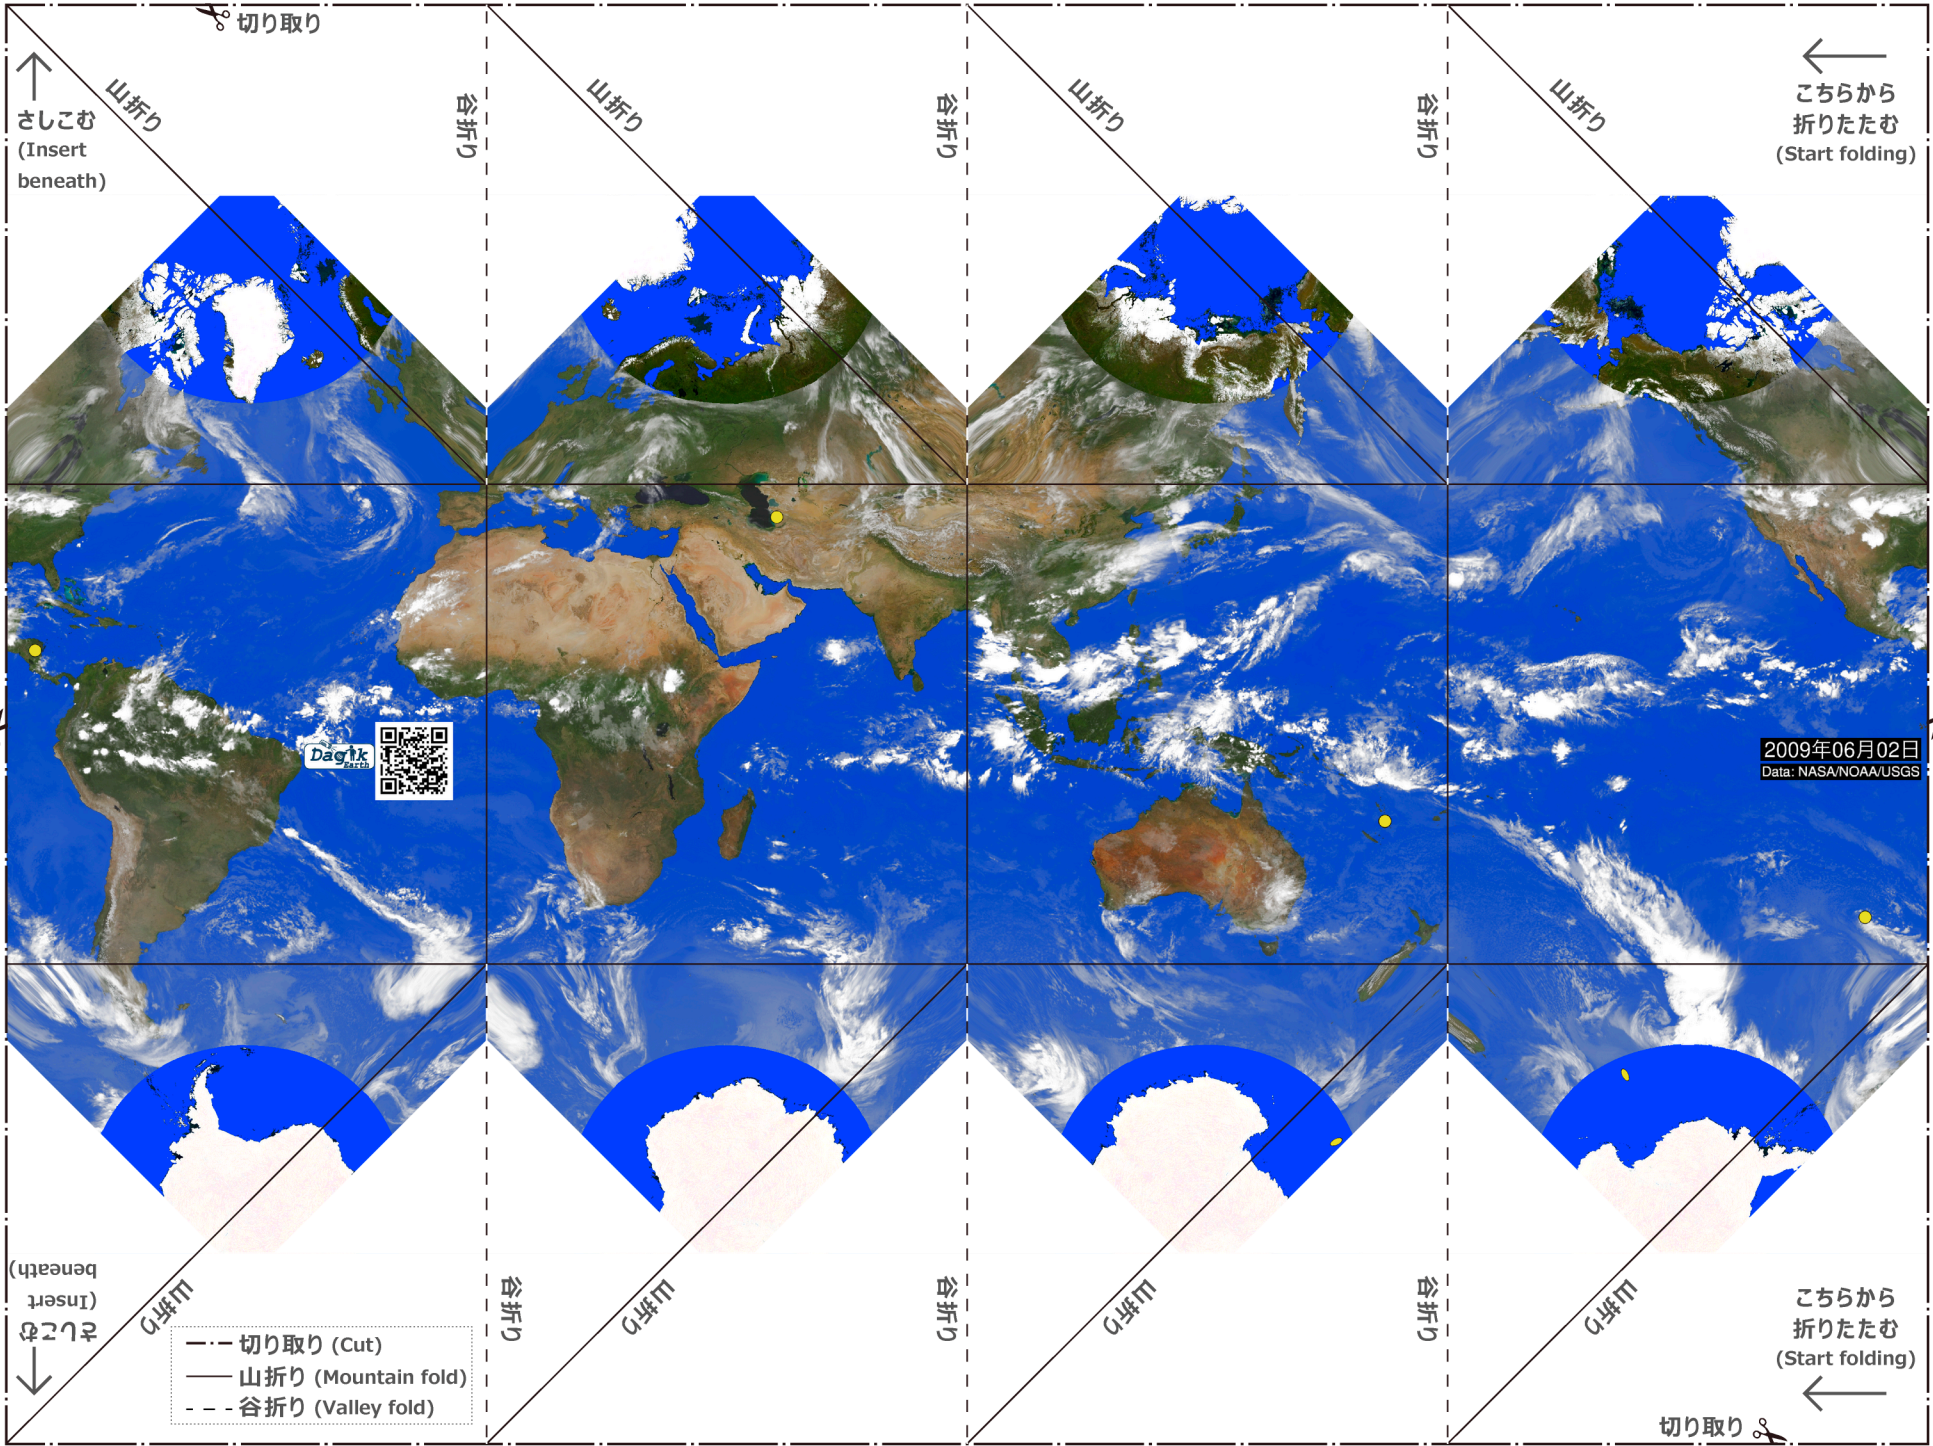 切り取り
山折り
谷折り
山折り
谷折り
山折り
谷折り
山折り
さしこむ
(Insert
beneath)
こちらから
折りたたむ
(Start folding)
Dagik
Earth
2009年06月02日
Data: NASA/NOAA/USGS
さしこむ
(Insert
beneath)
山折り
谷折り
山折り
谷折り
山折り
谷折り
山折り
こちらから
折りたたむ
(Start folding)
切り取り (Cut)
山折り (Mountain fold)
谷折り (Valley fold)
切り取り